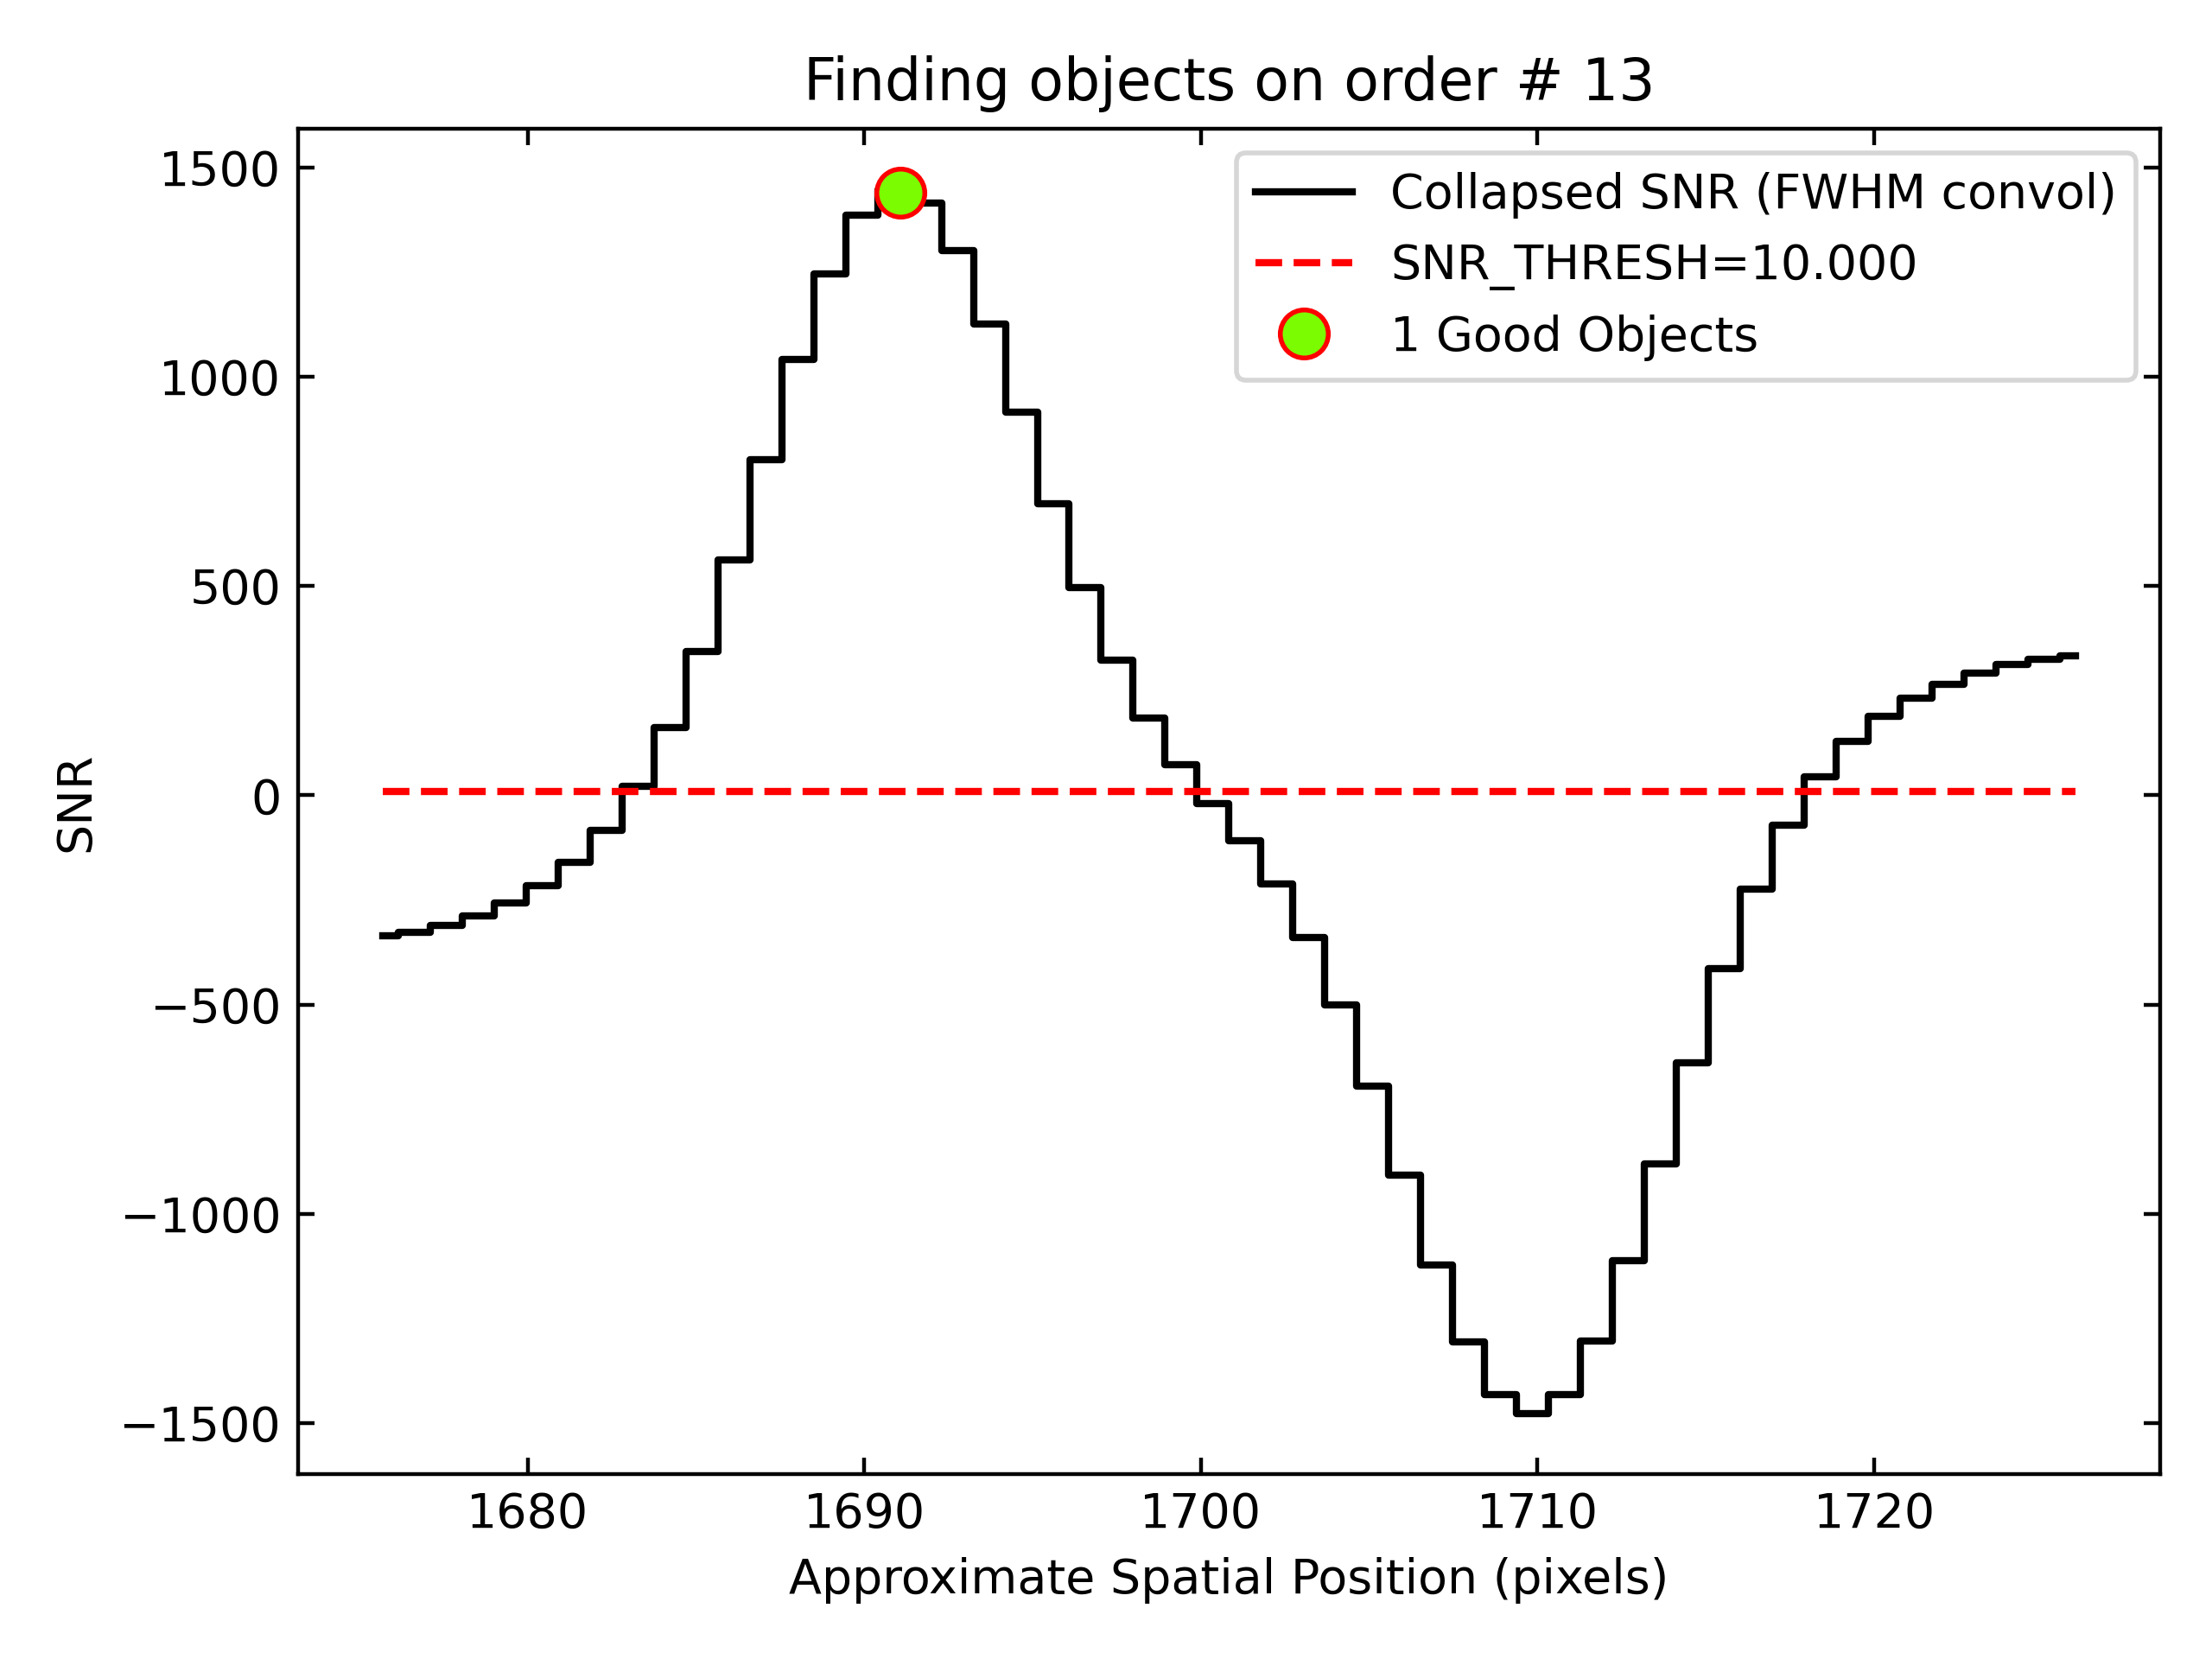 Finding objects on order # 13
1500
1000
500
0
−500
−1000
−1500
SNR
Collapsed SNR (FWHM convol)
SNR_THRESH=10.000
1 Good Objects
1680 1690 1700 1710 1720
Approximate Spatial Position (pixels)